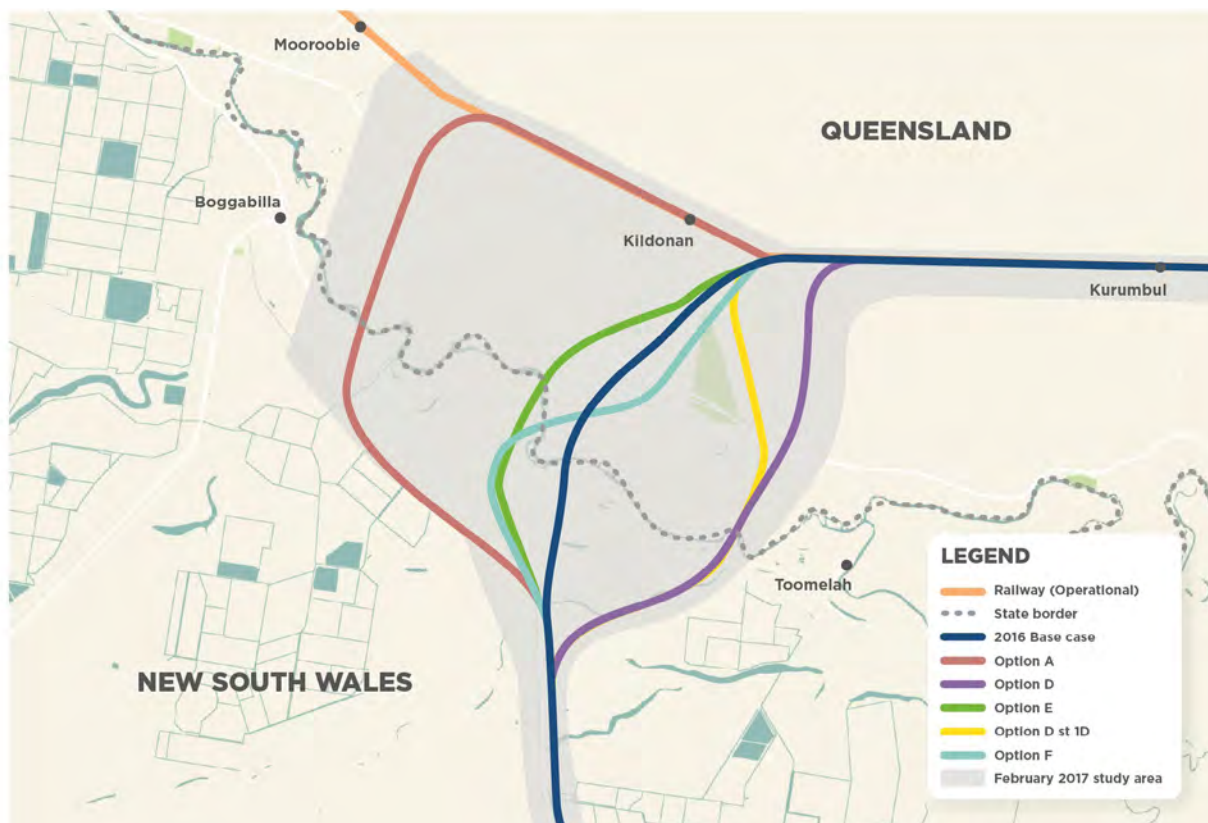 Mooroobie
QUEENSLAND
Boggabilla
Kildonan
Kurumbul
Toomelah
NEW SOUTH WALES
LEGEND
Railway (Operational)
State border
2016 Base case
Option A
Option D
Option E
Option D st 1D
Option F
February 2017 study area